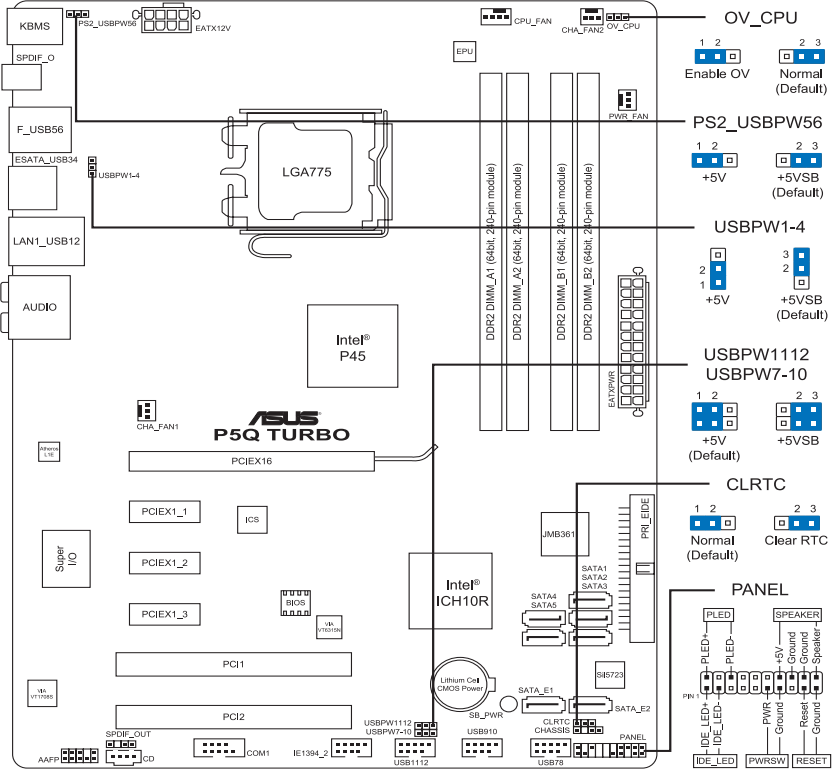 KBMS
PS2_USBPW56
EATX12V
CPU_FAN
CHA_FAN2
OV_CPU
OV_CPU
SPDIF_O
EPU
1 2
2 3
Enable OV
Normal
(Default)
F_USB56
PWR_FAN
PS2_USBPW56
1 2
2 3
+5V
+5VSB
(Default)
ESATA_USB34
USBPW1-4
LGA775
DDR2 DIMM_A1 (64bit, 240-pin module)
DDR2 DIMM_A2 (64bit, 240-pin module)
DDR2 DIMM_B1 (64bit, 240-pin module)
DDR2 DIMM_B2 (64bit, 240-pin module)
LAN1_USB12
USBPW1-4
2
1
3
2
+5V
+5VSB
(Default)
AUDIO
Intel®
P45
EATXPWR
USBPW1112
USBPW7-10
1 2
2 3
+5V
(Default)
+5VSB
CHA_FAN1
ASUS
P5Q TURBO
Atheros
L1E
PCIEX16
CLRTC
1 2
2 3
Normal
(Default)
Clear RTC
PCIEX1_1
ICS
JMB361
PRI_EIDE
Super
I/O
PCIEX1_2
Intel®
ICH10R
SATA1
SATA2
SATA3
SATA4
SATA5
PCIEX1_3
BIOS
VIA
VT6315N
PANEL
PLED
SPEAKER
PLED+
PLED-
+5V
Ground
Ground
Speaker
PIN 1
IDE_LED+
IDE_LED-
PWR
Ground
Reset
Ground
IDE_LED
PWRSW
RESET
PCI1
Lithium Cell
CMOS Power
SiI5723
VIA
VT1708S
PCI2
SATA_E1
SATA_E2
SB_PWR
USBPW1112
USBPW7-10
CLRTC
CHASSIS
PANEL
SPDIF_OUT
AAFP
CD
COM1
IE1394_2
USB1112
USB910
USB78